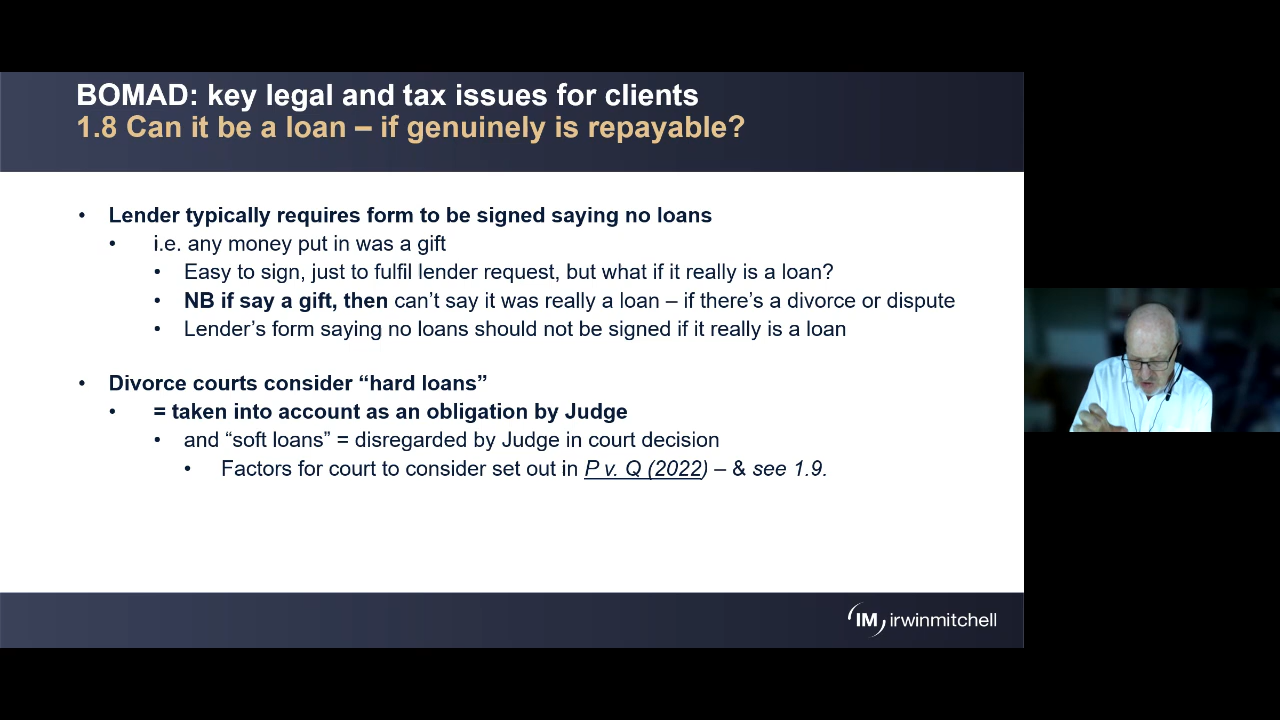 BOMAD: key legal and tax issues for clients
1.8 Can it be a loan – if genuinely is repayable?
• Lender typically requires form to be signed saying no loans
• i.e. any money put in was a gift
• Easy to sign, just to fulfil lender request, but what if it really is a loan?
• NB if say a gift, then can’t say it was really a loan – if there’s a divorce or dispute
• Lender’s form saying no loans should not be signed if it really is a loan
• Divorce courts consider “hard loans”
• = taken into account as an obligation by Judge
• and “soft loans” = disregarded by Judge in court decision
• Factors for court to consider set out in P v. Q (2022) – & see 1.9.
IM irwinmitchell